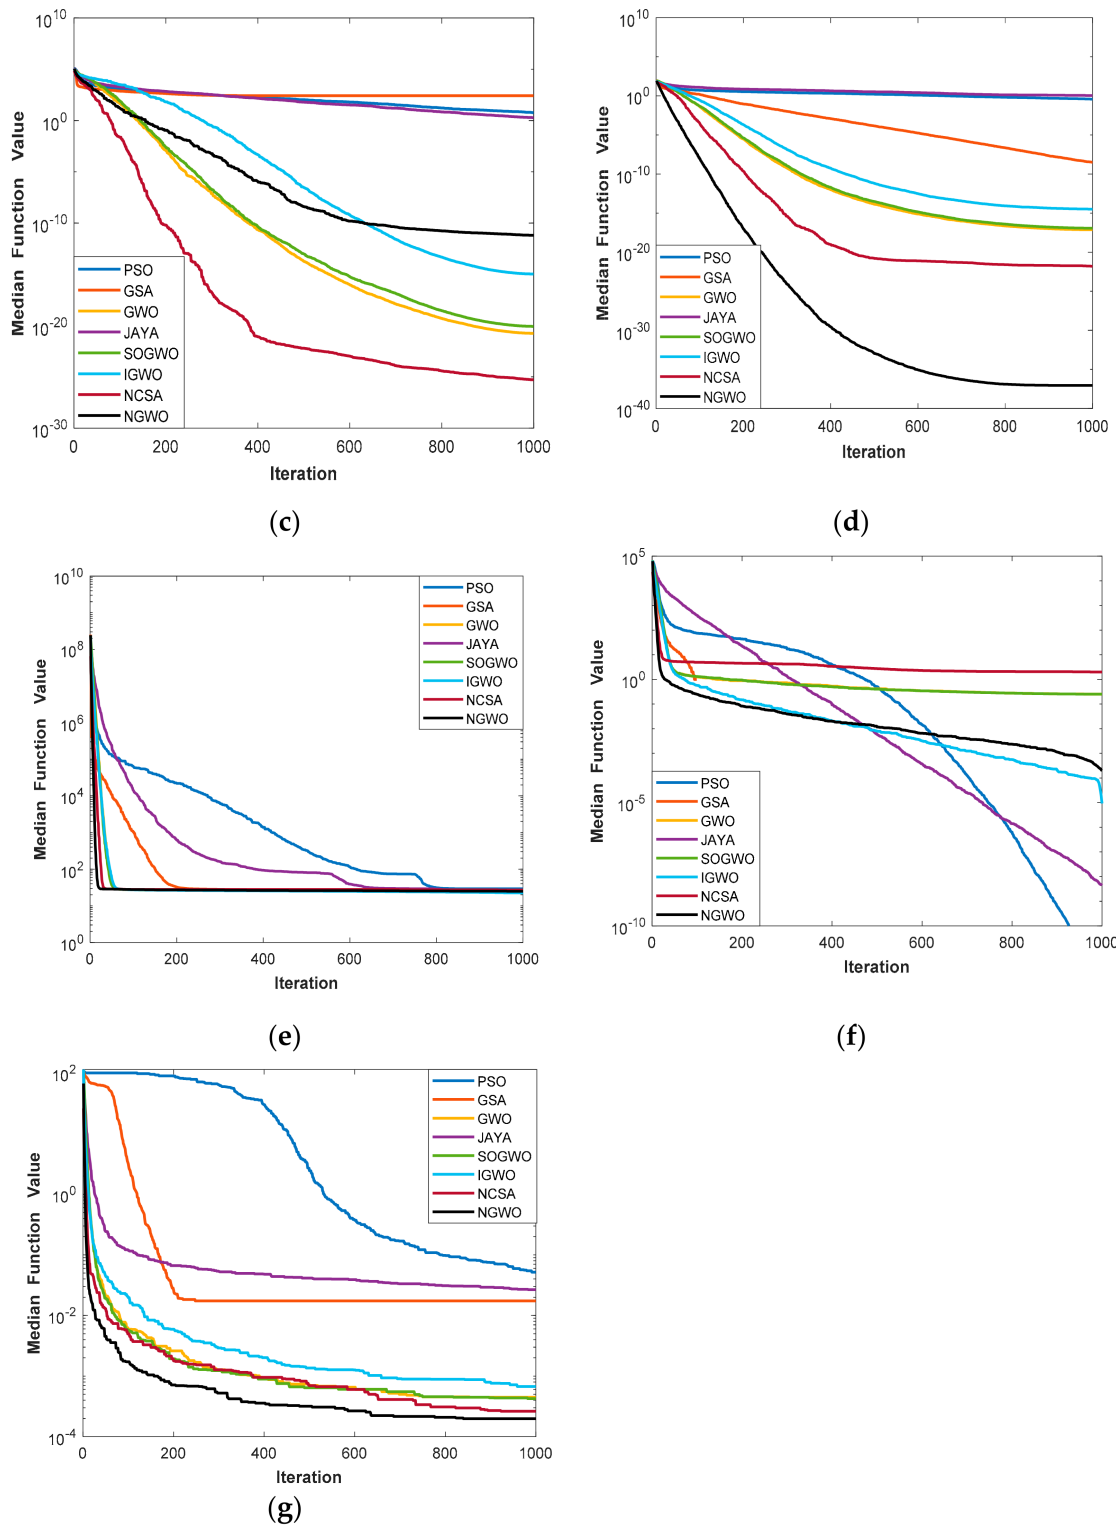 10^10
10^0
10^-10
10^-20
10^-30
Median Function Value
PSO
GSA
GWO
JAYA
SOGWO
IGWO
NCSA
NGWO
0 200 400 600 800 1000
Iteration
(c)
10^10
10^0
10^-10
10^-20
10^-30
10^-40
Median Function Value
PSO
GSA
GWO
JAYA
SOGWO
IGWO
NCSA
NGWO
0 200 400 600 800 1000
Iteration
(d)
10^10
10^8
10^6
10^4
10^2
10^0
Median Function Value
PSO
GSA
GWO
JAYA
SOGWO
IGWO
NCSA
NGWO
0 200 400 600 800 1000
Iteration
(e)
10^5
10^0
10^-5
10^-10
Median Function Value
PSO
GSA
GWO
JAYA
SOGWO
IGWO
NCSA
NGWO
0 200 400 600 800 1000
Iteration
(f)
10^2
10^0
10^-2
10^-4
Median Function Value
PSO
GSA
GWO
JAYA
SOGWO
IGWO
NCSA
NGWO
0 200 400 600 800 1000
Iteration
(g)